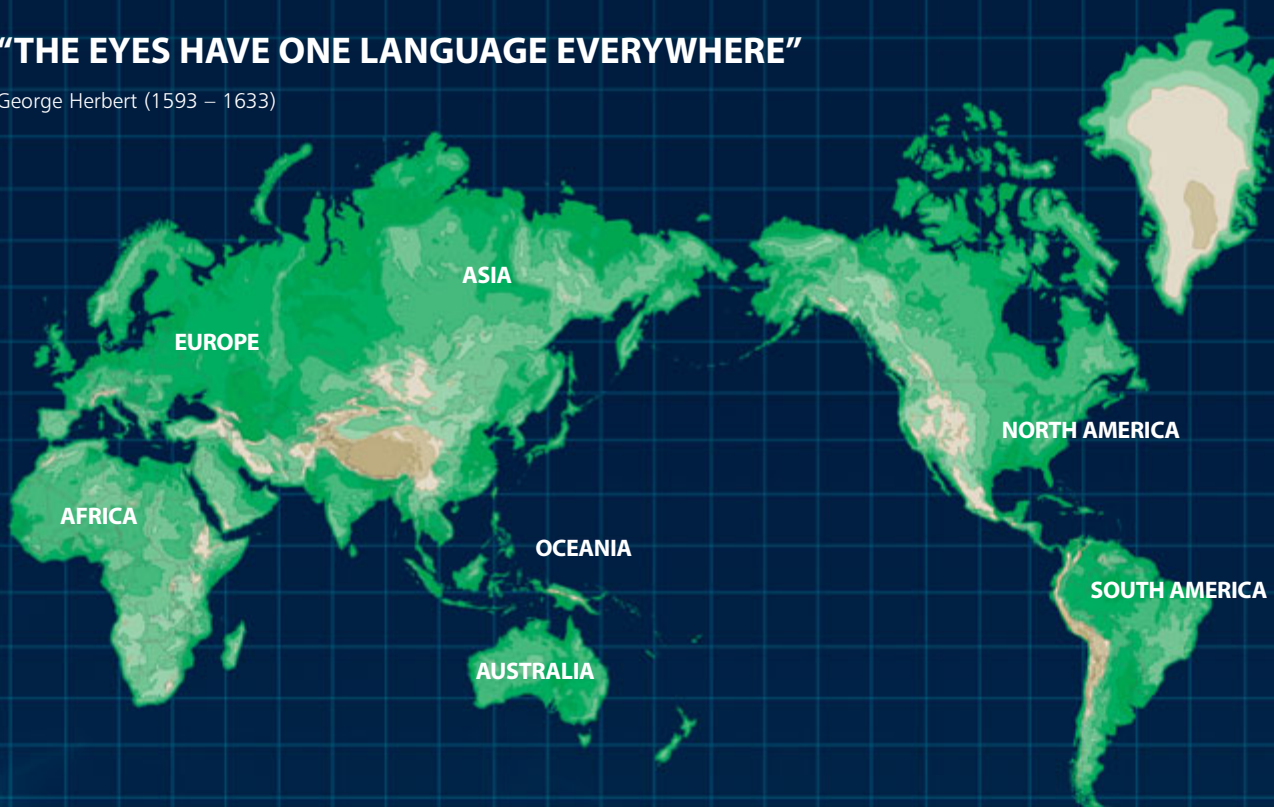 “THE EYES HAVE ONE LANGUAGE EVERYWHERE”
George Herbert (1593 – 1633)
ASIA
EUROPE
NORTH AMERICA
AFRICA
OCEANIA
SOUTH AMERICA
AUSTRALIA